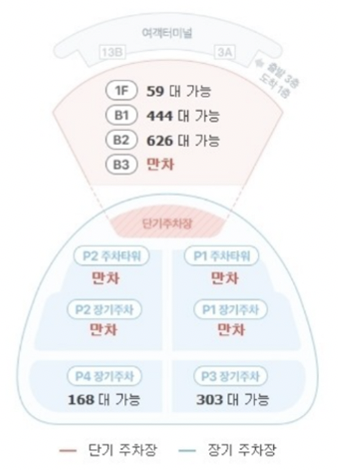 여객터미널
13B 3A
출발 3층
도착 1층
1F 59 대 가능
B1 444 대 가능
B2 626 대 가능
B3 만차
단기주차장
P2 주차타워 P1 주차타워
만차 만차
P2 장기주차 P1 장기주차
만차 만차
P4 장기주차 P3 장기주차
168 대 가능 303 대 가능
단기 주차장 장기 주차장